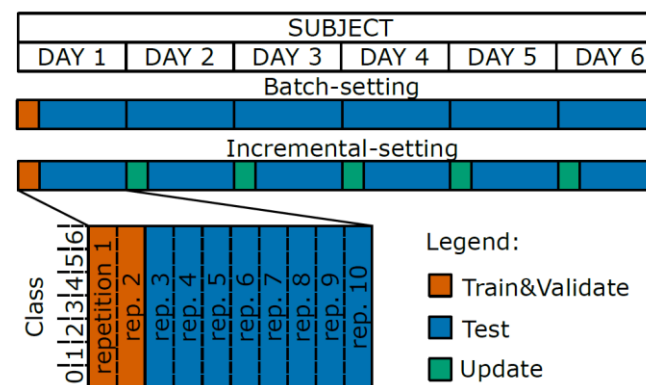 SUBJECT
DAY 1 DAY 2 DAY 3 DAY 4 DAY 5 DAY 6
Batch-setting
Incremental-setting
Class
0 1 2 3 4 5 6
repetition 1
rep. 2
rep. 3
rep. 4
rep. 5
rep. 6
rep. 7
rep. 8
rep. 9
rep. 10
Legend:
Train&Validate
Test
Update